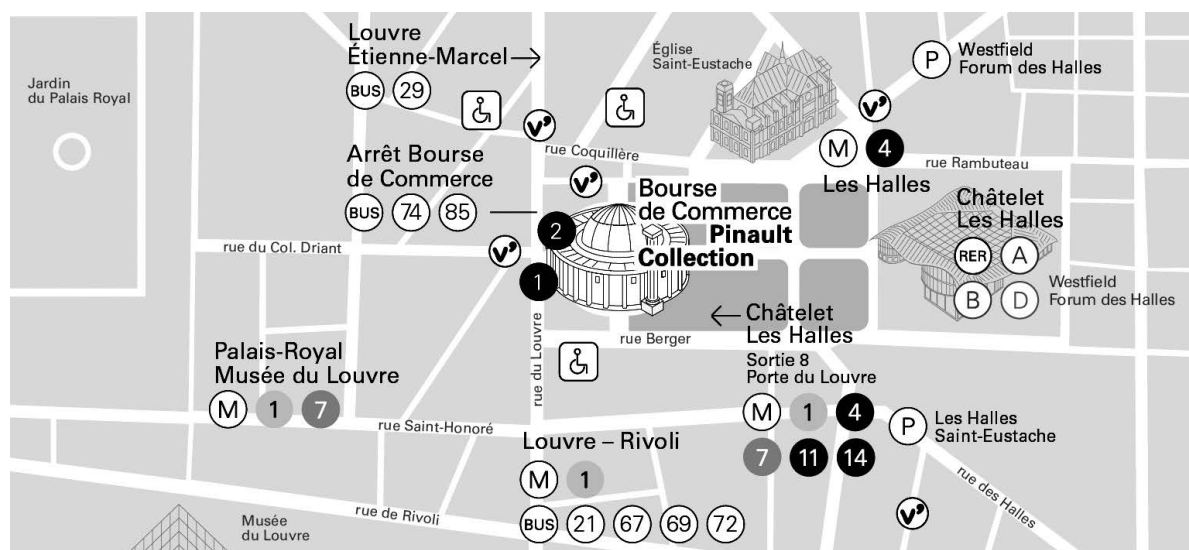 Jardin
du Palais Royal
Louvre
Étienne-Marcel
BUS 29
Église
Saint-Eustache
P
Westfield
Forum des Halles
v'
v'
rue Coquillère
M 4
Les Halles
rue Rambuteau
Arrêt Bourse
de Commerce
BUS 74 85
v'
Bourse
de Commerce
Pinault
Collection
2
1
Châtelet
Les Halles
RER A
B D
Westfield
Forum des Halles
rue du Col. Driant
v'
rue du Louvre
rue Berger
Châtelet
Les Halles
Sortie 8
Porte du Louvre
M 1 4
7 11 14
Palais-Royal
Musée du Louvre
M 1 7
rue Saint-Honoré
P
Les Halles
Saint-Eustache
Louvre – Rivoli
M 1
BUS 21 67 69 72
rue de Rivoli
rue des Halles
v'
Musée
du Louvre